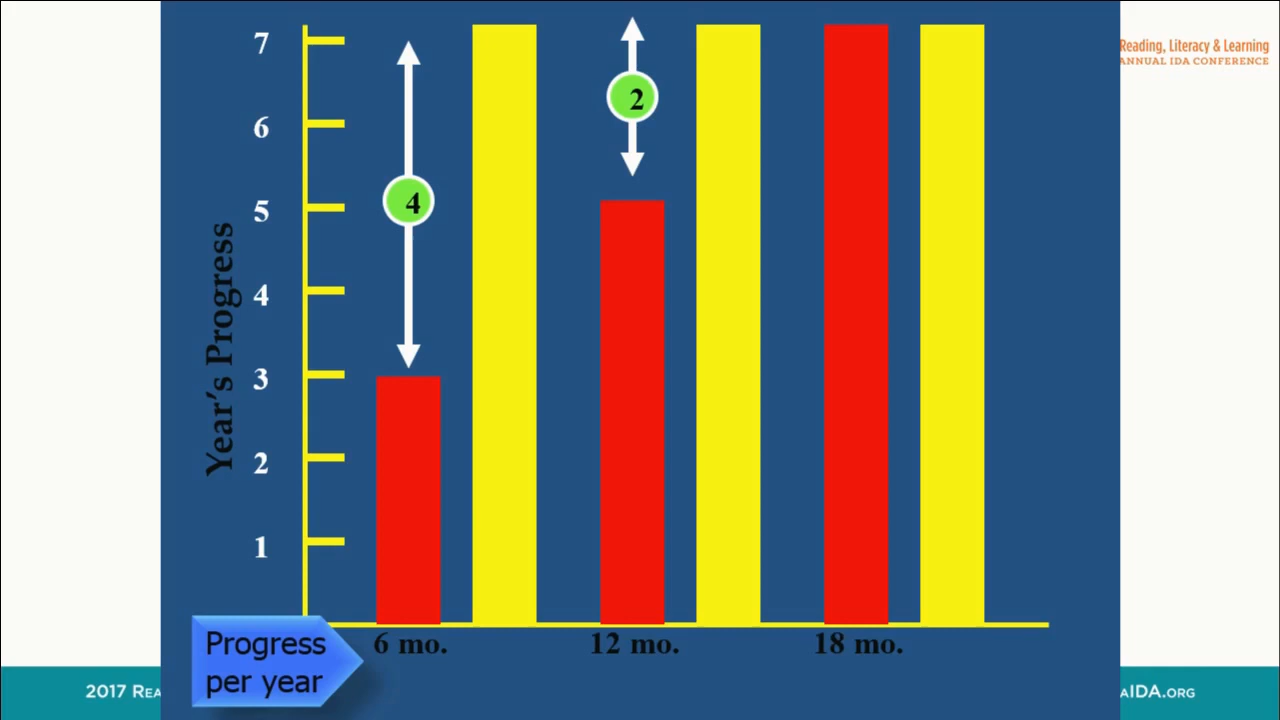 7
6
5
4
3
2
1
Year's Progress
4
2
6 mo.
12 mo.
18 mo.
Progress
per year
Reading, Literacy & Learning
ANNUAL IDA CONFERENCE
2017 REA
AIDA.ORG